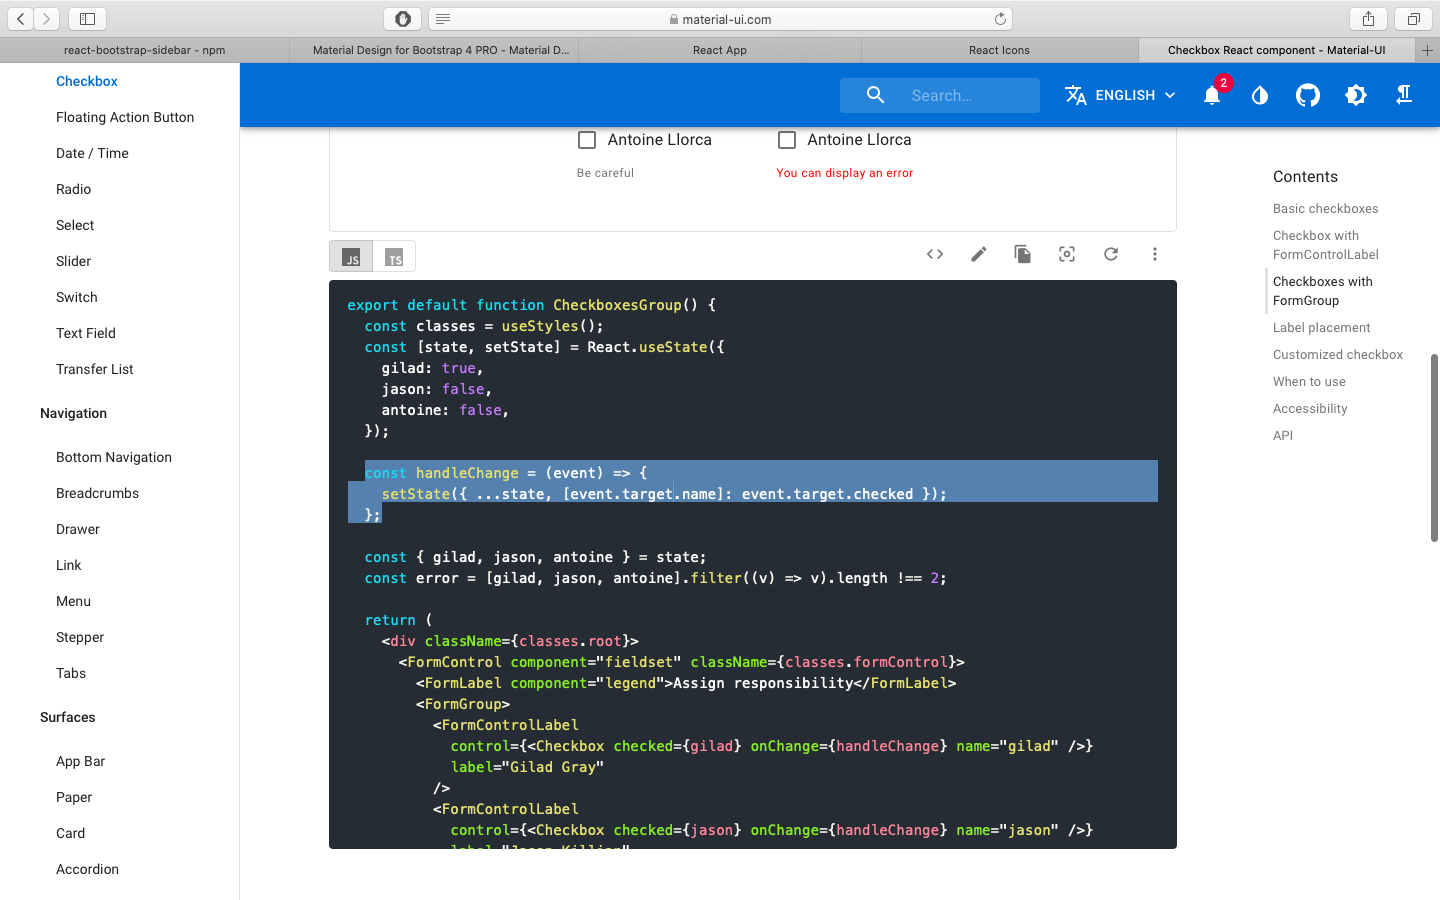 material-ui.com
react-bootstrap-sidebar - npm
Material Design for Bootstrap 4 PRO - Material D...
React App
React Icons
Checkbox React component - Material-UI
Checkbox
Floating Action Button
Date / Time
Radio
Select
Slider
Switch
Text Field
Transfer List
Navigation
Bottom Navigation
Breadcrumbs
Drawer
Link
Menu
Stepper
Tabs
Surfaces
App Bar
Paper
Card
Accordion
Search…
ENGLISH
2
Antoine Llorca
Antoine Llorca
Be careful
You can display an error
JS
TS
export default function CheckboxesGroup() {
const classes = useStyles();
const [state, setState] = React.useState({
gilad: true,
jason: false,
antoine: false,
});
const handleChange = (event) => {
setState({ ...state, [event.target.name]: event.target.checked });
};
const { gilad, jason, antoine } = state;
const error = [gilad, jason, antoine].filter((v) => v).length !== 2;
return (
<div className={classes.root}>
<FormControl component="fieldset" className={classes.formControl}>
<FormLabel component="legend">Assign responsibility</FormLabel>
<FormGroup>
<FormControlLabel
control={<Checkbox checked={gilad} onChange={handleChange} name="gilad" />}
label="Gilad Gray"
/>
<FormControlLabel
control={<Checkbox checked={jason} onChange={handleChange} name="jason" />}
label="Jason Killian"
Contents
Basic checkboxes
Checkbox with
FormControlLabel
Checkboxes with
FormGroup
Label placement
Customized checkbox
When to use
Accessibility
API